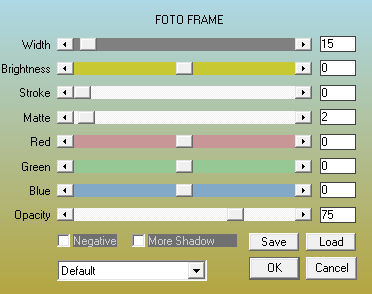 FOTO FRAME
Width 15
Brightness 0
Stroke 0
Matte 2
Red 0
Green 0
Blue 0
Opacity 75
Negative More Shadow Save Load
Default OK Cancel